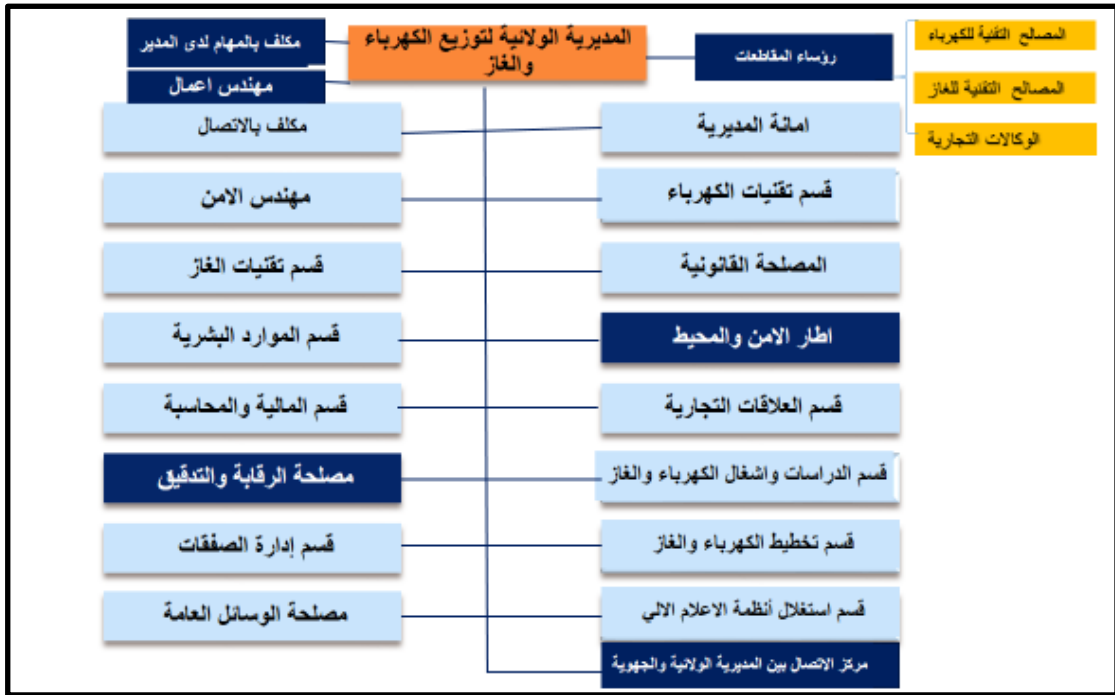 المديرية الولائية لتوزيع الكهرباء
والغاز
رؤساء المقاطعات
المصالح التقنية للكهرباء
المصالح التقنية للغاز
الوكالات التجارية
مكلف بالمهام لدى المدير
مهندس اعمال
امانة المديرية
مكلف بالاتصال
قسم تقنيات الكهرباء
مهندس الامن
المصلحة القانونية
قسم تقنيات الغاز
اطار الامن والمحيط
قسم الموارد البشرية
قسم العلاقات التجارية
قسم المالية والمحاسبة
قسم الدراسات واشغال الكهرباء والغاز
مصلحة الرقابة والتدقيق
قسم تخطيط الكهرباء والغاز
قسم إدارة الصفقات
قسم استغلال أنظمة الاعلام الالي
مصلحة الوسائل العامة
مركز الاتصال بين المديرية الولائية والجهوية